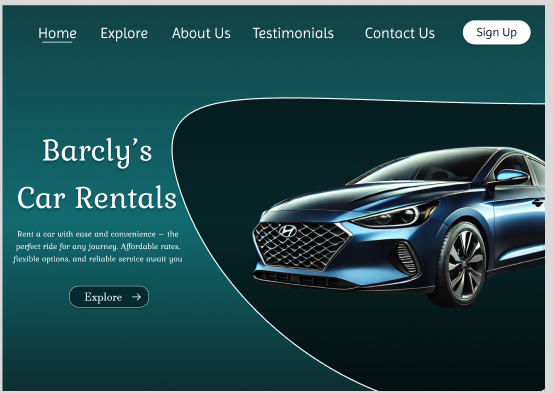 Home Explore About Us Testimonials Contact Us Sign Up
Barcly's
Car Rentals
Rent a car with ease and convenience – the
perfect ride for any journey. Affordable rates,
flexible options, and reliable service await you
Explore →